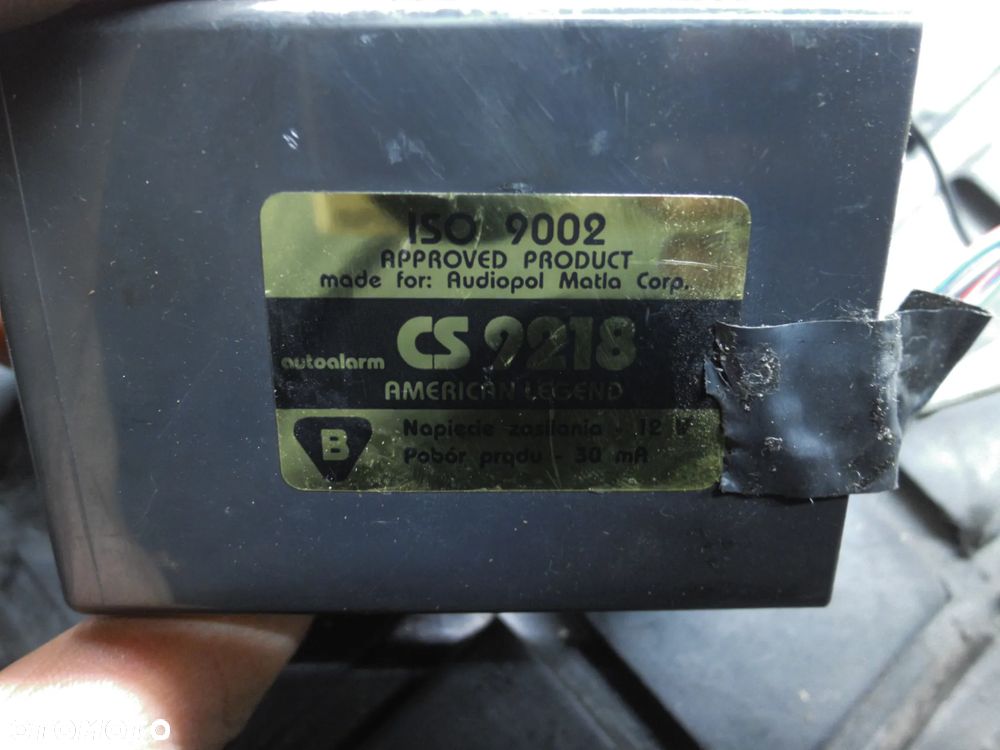 ISO 9002
APPROVED PRODUCT
made for: Audiopol Matla Corp.
autoalarm CS 9218
AMERICAN LEGEND
B
Napięcie zasilania - 12 V
Pobór prądu - 30 mA
OTOMOTO